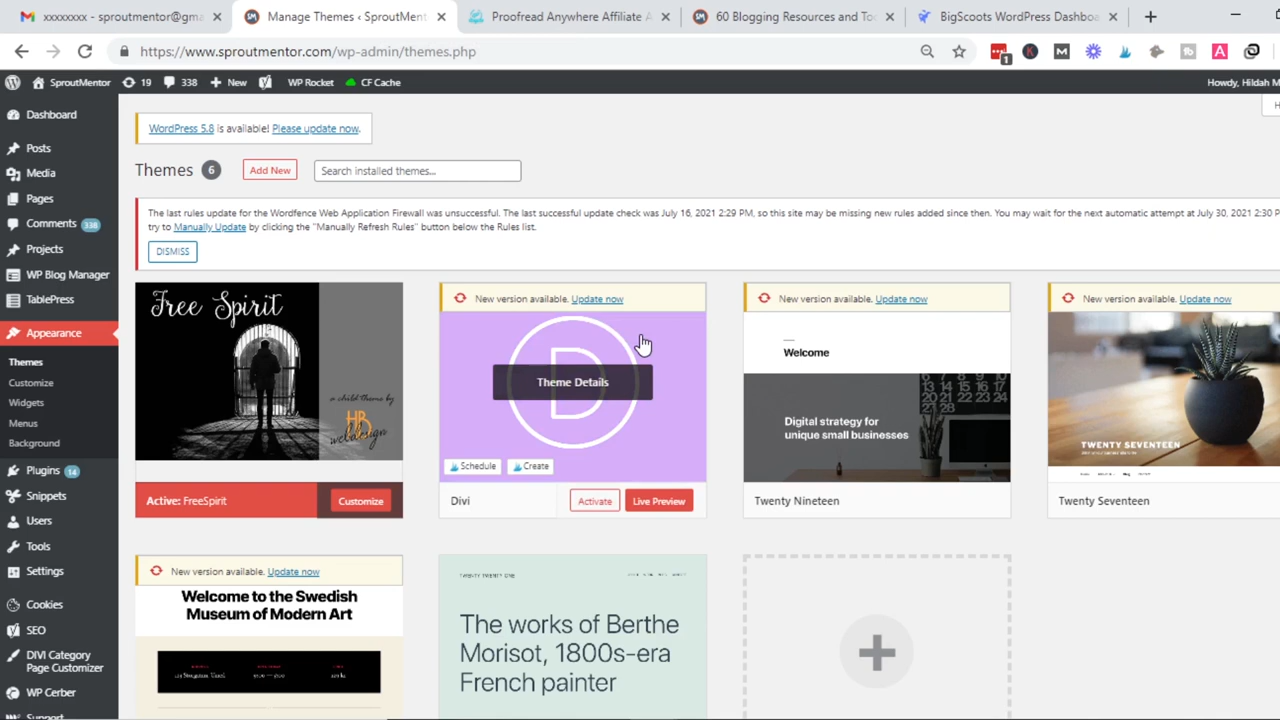 xxxxxxxx - sproutmentor@gma
Manage Themes ‹ SproutMent
Proofread Anywhere Affiliate A
60 Blogging Resources and Too
BigScoots WordPress Dashboa
https://www.sproutmentor.com/wp-admin/themes.php
1
SproutMentor
19
338
New
WP Rocket
CF Cache
Howdy, Hildah M
Dashboard
Posts
Media
Pages
Comments 338
Projects
WP Blog Manager
TablePress
Appearance
Themes
Customize
Widgets
Menus
Background
Plugins 14
Snippets
Users
Tools
Settings
Cookies
SEO
DIVI Category
Page Customizer
WP Cerber
Support
H
WordPress 5.8 is available! Please update now.
Themes 6
Add New
Search installed themes...
The last rules update for the Wordfence Web Application Firewall was unsuccessful. The last successful update check was July 16, 2021 2:29 PM, so this site may be missing new rules added since then. You may wait for the next automatic attempt at July 30, 2021 2:30 P
try to Manually Update by clicking the "Manually Refresh Rules" button below the Rules list.
DISMISS
Free Spirit
a child theme by
HB
webdesign
Active: FreeSpirit
Customize
New version available. Update now
D
Theme Details
Schedule
Create
Divi
Activate
Live Preview
New version available. Update now
Welcome
Digital strategy for
unique small businesses
Twenty Nineteen
New version available. Update now
TWENTY SEVENTEEN
Twenty Seventeen
New version available. Update now
Welcome to the Swedish
Museum of Modern Art
TWENTY TWENTY ONE
The works of Berthe
Morisot, 1800s-era
French painter